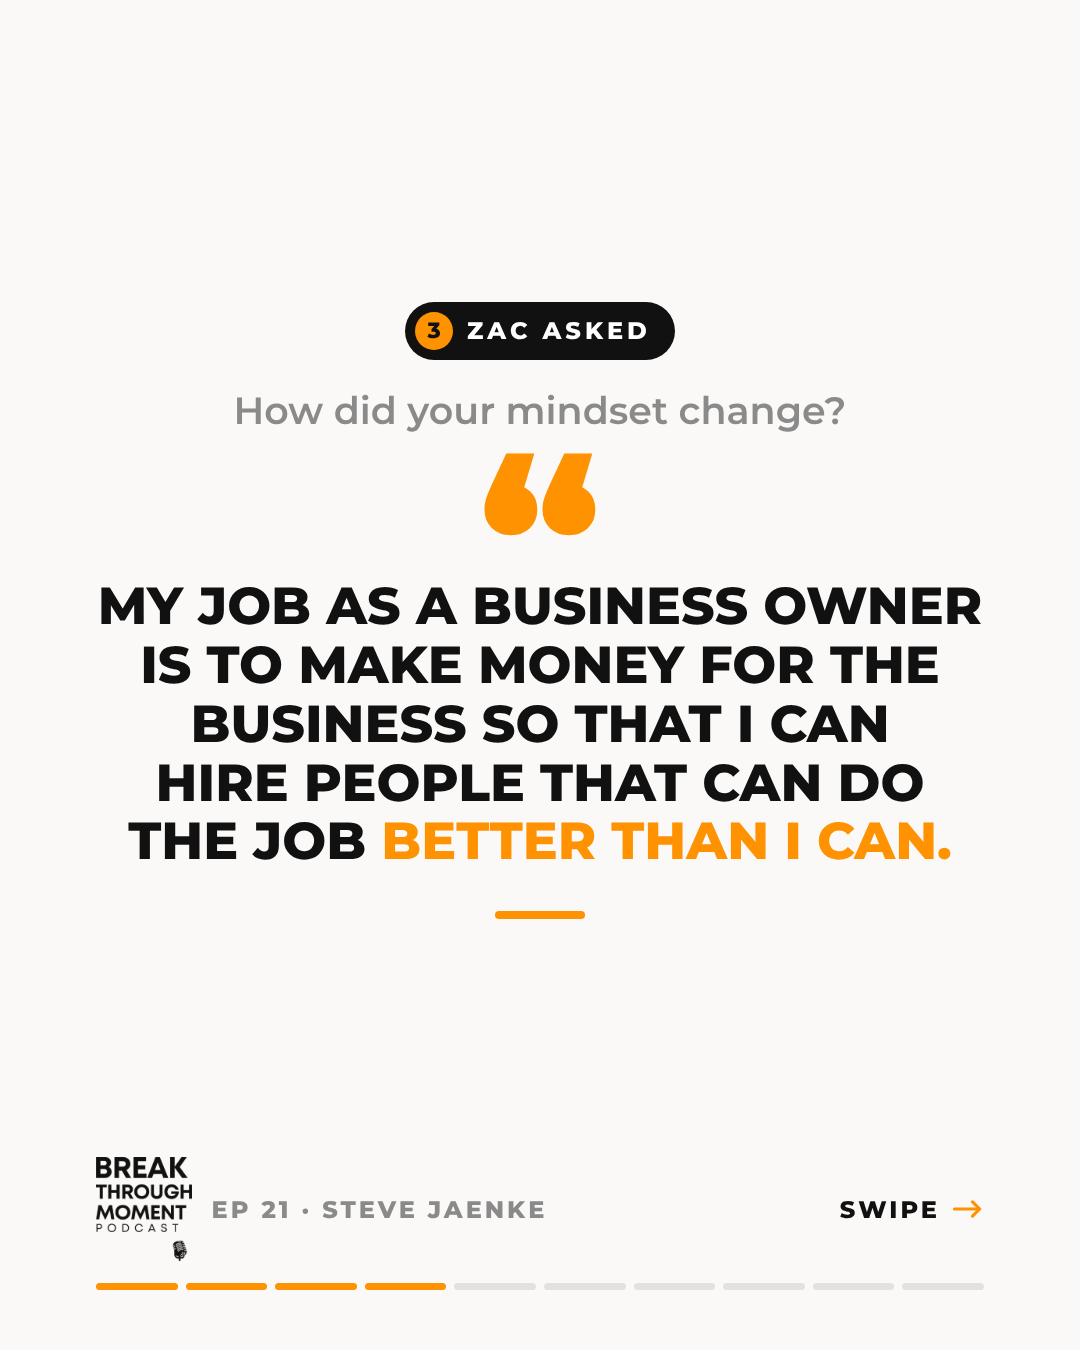 3 ZAC ASKED
How did your mindset change?
“
MY JOB AS A BUSINESS OWNER
IS TO MAKE MONEY FOR THE
BUSINESS SO THAT I CAN
HIRE PEOPLE THAT CAN DO
THE JOB BETTER THAN I CAN.
BREAK
THROUGH
MOMENT
PODCAST
EP 21 · STEVE JAENKE
SWIPE →